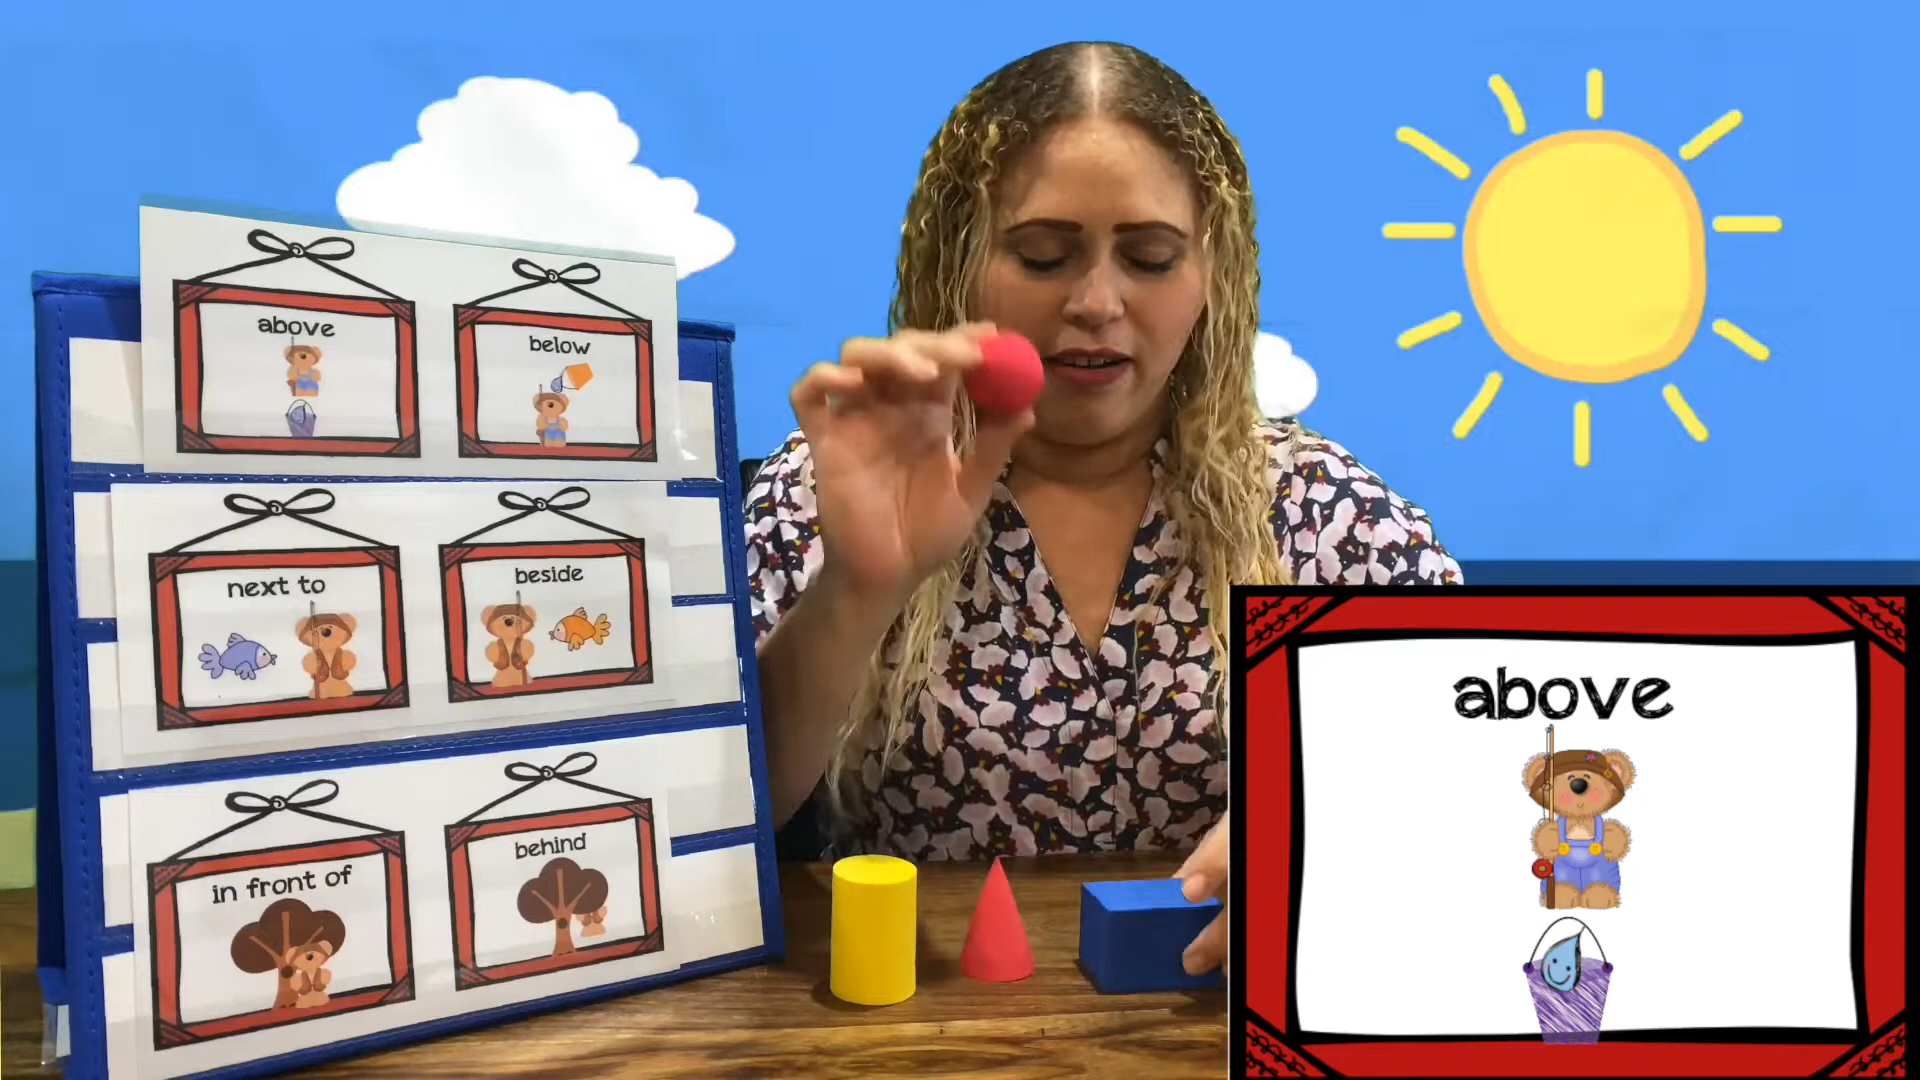 above
below
next to
beside
in front of
behind
above